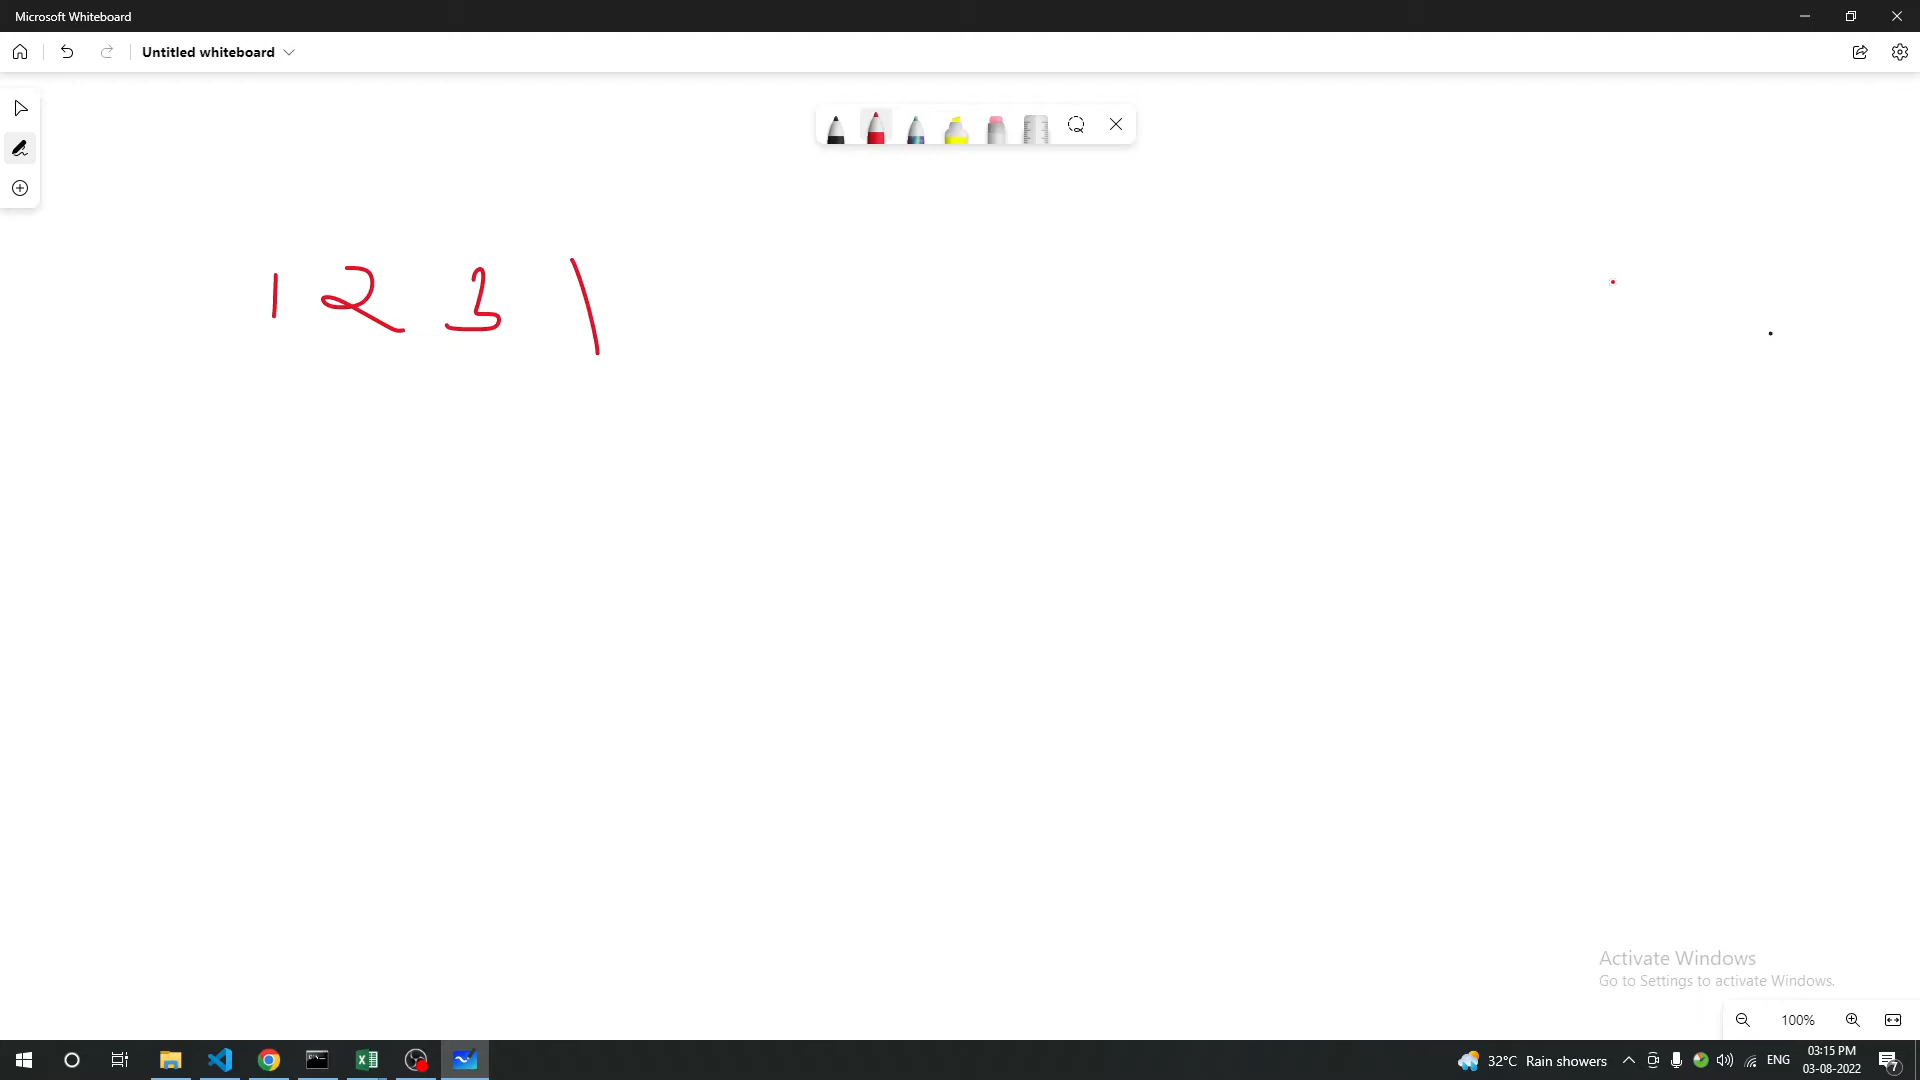 Microsoft Whiteboard
Untitled whiteboard
1 2 3 \
Activate Windows
Go to Settings to activate Windows.
100%
32°C Rain showers
ENG
03:15 PM
03-08-2022
7